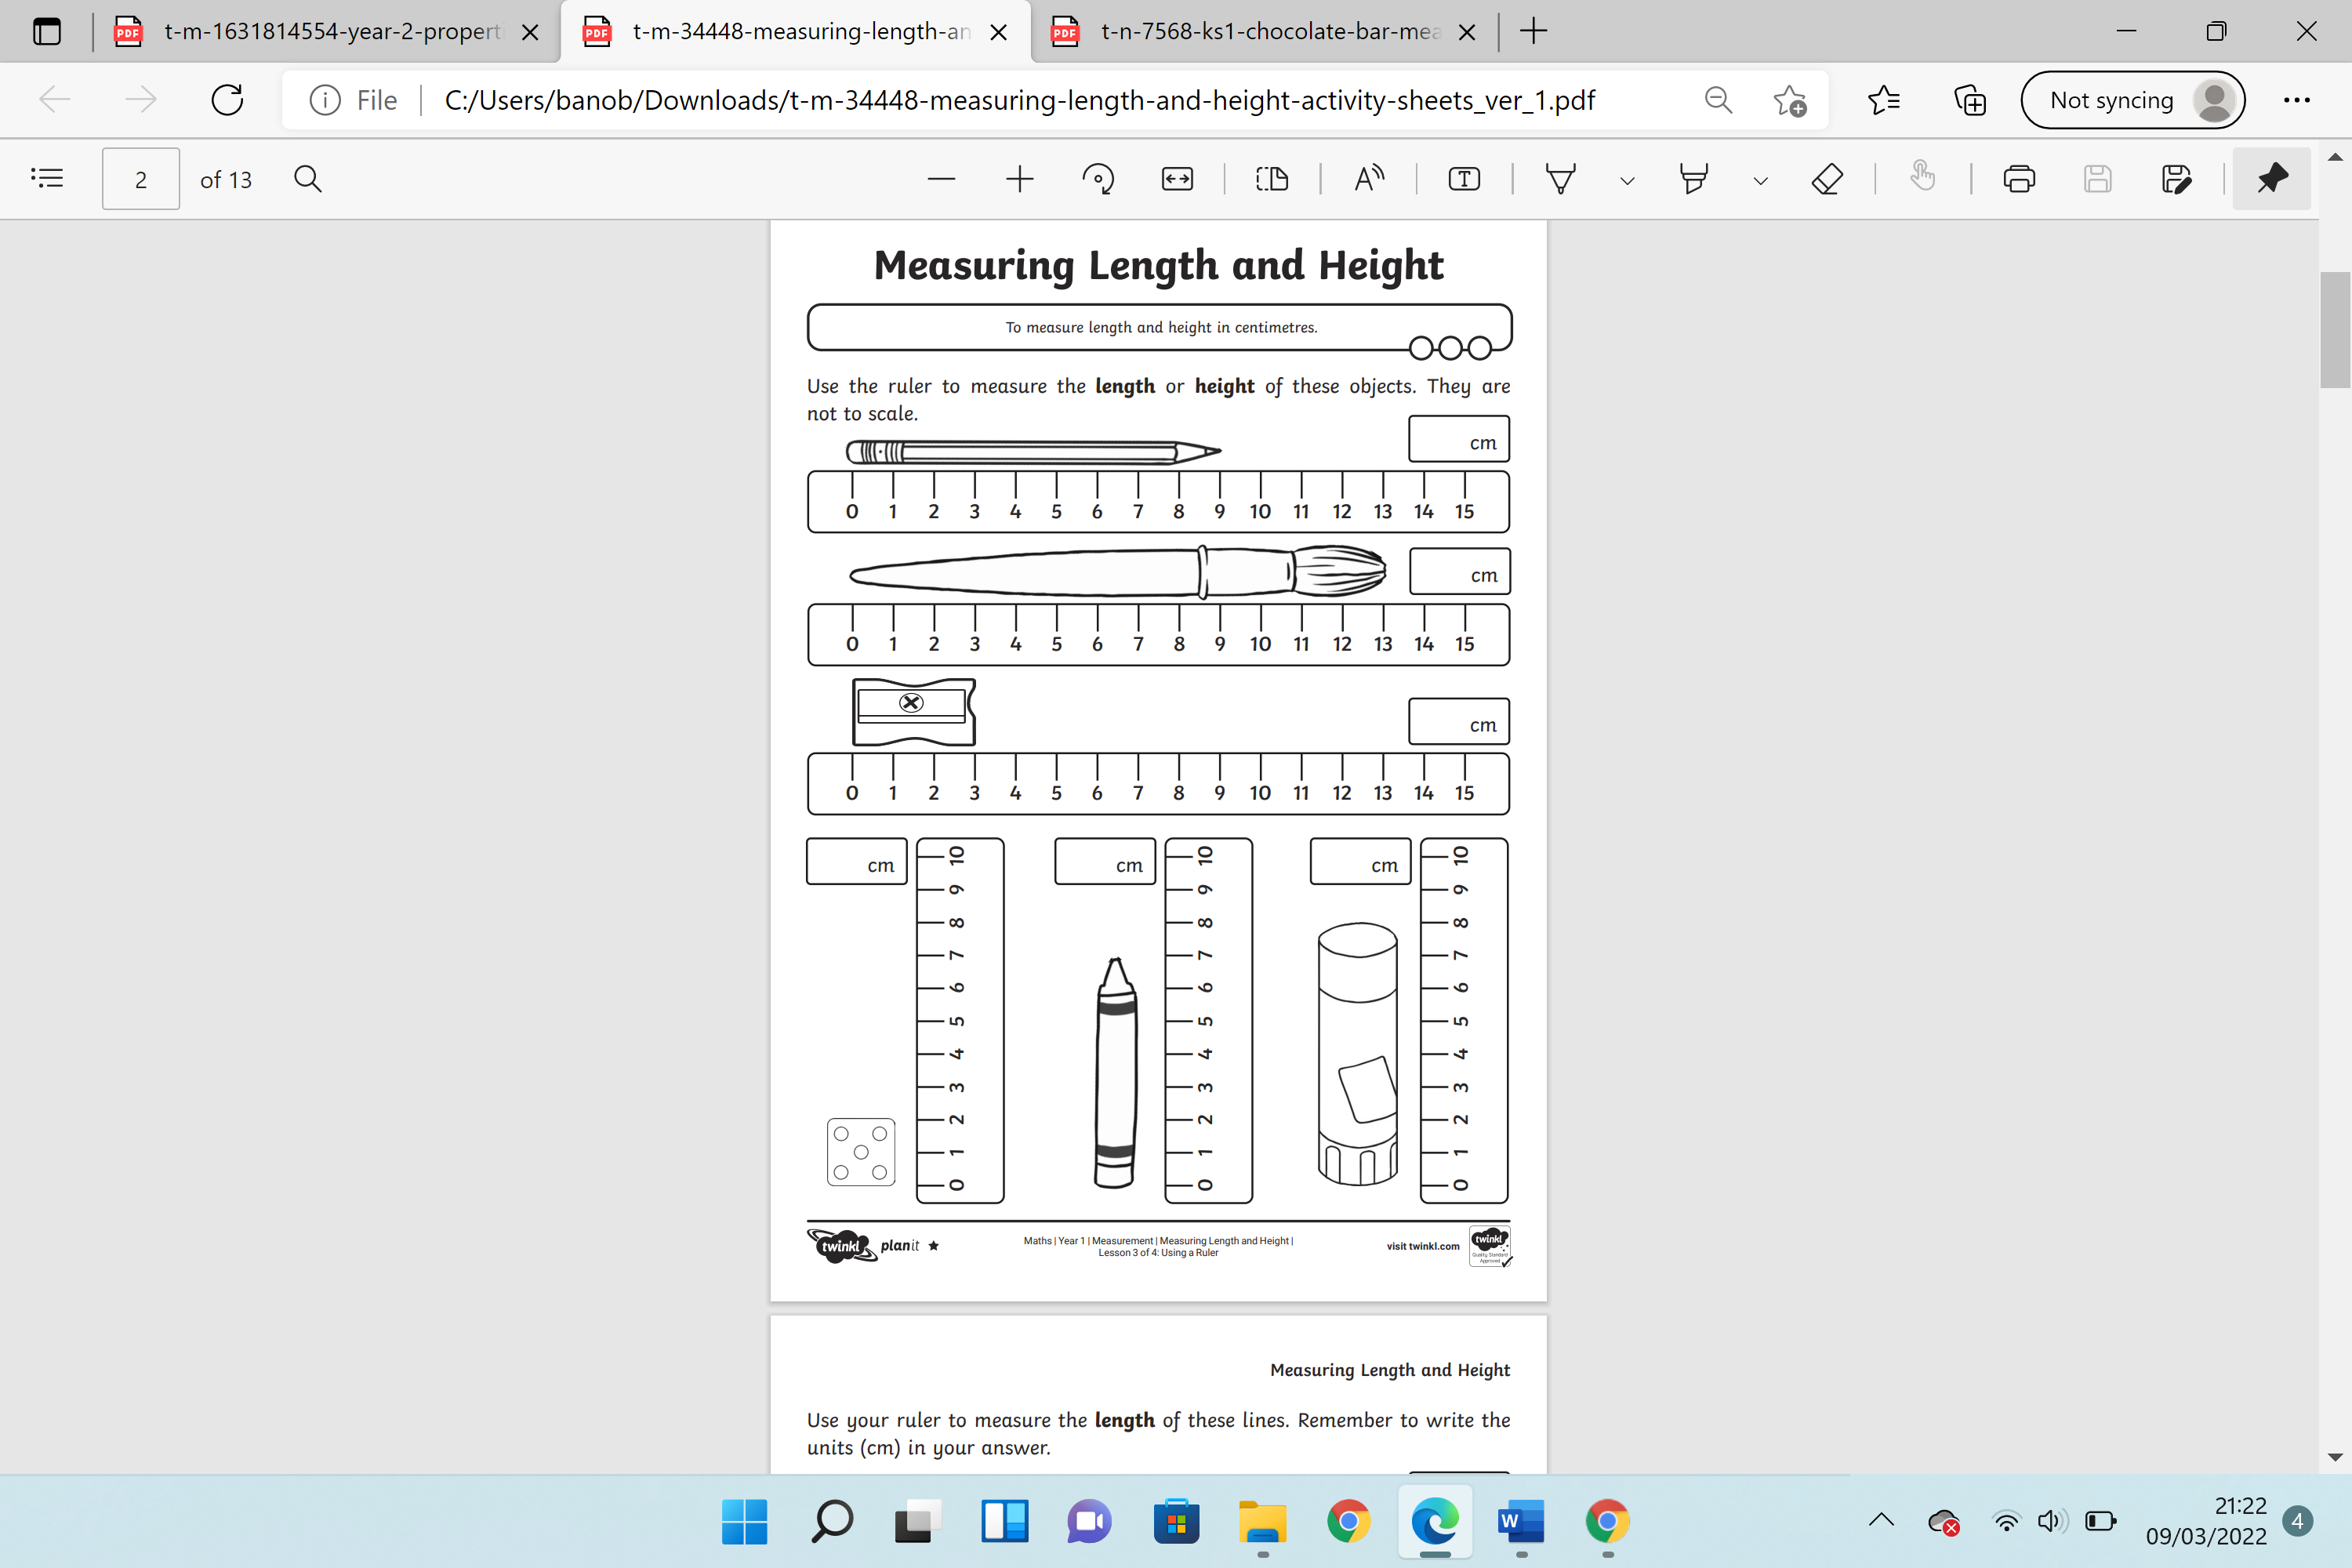 t-m-1631814554-year-2-propert
t-m-34448-measuring-length-an
t-n-7568-ks1-chocolate-bar-mea
File
C:/Users/banob/Downloads/t-m-34448-measuring-length-and-height-activity-sheets_ver_1.pdf
Not syncing
2 of 13
Measuring Length and Height
To measure length and height in centimetres.
Use the ruler to measure the length or height of these objects. They are
not to scale.
cm
0 1 2 3 4 5 6 7 8 9 10 11 12 13 14 15
cm
0 1 2 3 4 5 6 7 8 9 10 11 12 13 14 15
cm
0 1 2 3 4 5 6 7 8 9 10 11 12 13 14 15
cm
10
9
8
7
6
5
4
3
2
1
0
cm
10
9
8
7
6
5
4
3
2
1
0
cm
10
9
8
7
6
5
4
3
2
1
0
twinkl planit
Maths | Year 1 | Measurement | Measuring Length and Height |
Lesson 3 of 4: Using a Ruler
visit twinkl.com
twinkl
Quality Standard
Approved
Measuring Length and Height
Use your ruler to measure the length of these lines. Remember to write the
units (cm) in your answer.
21:22
09/03/2022
4